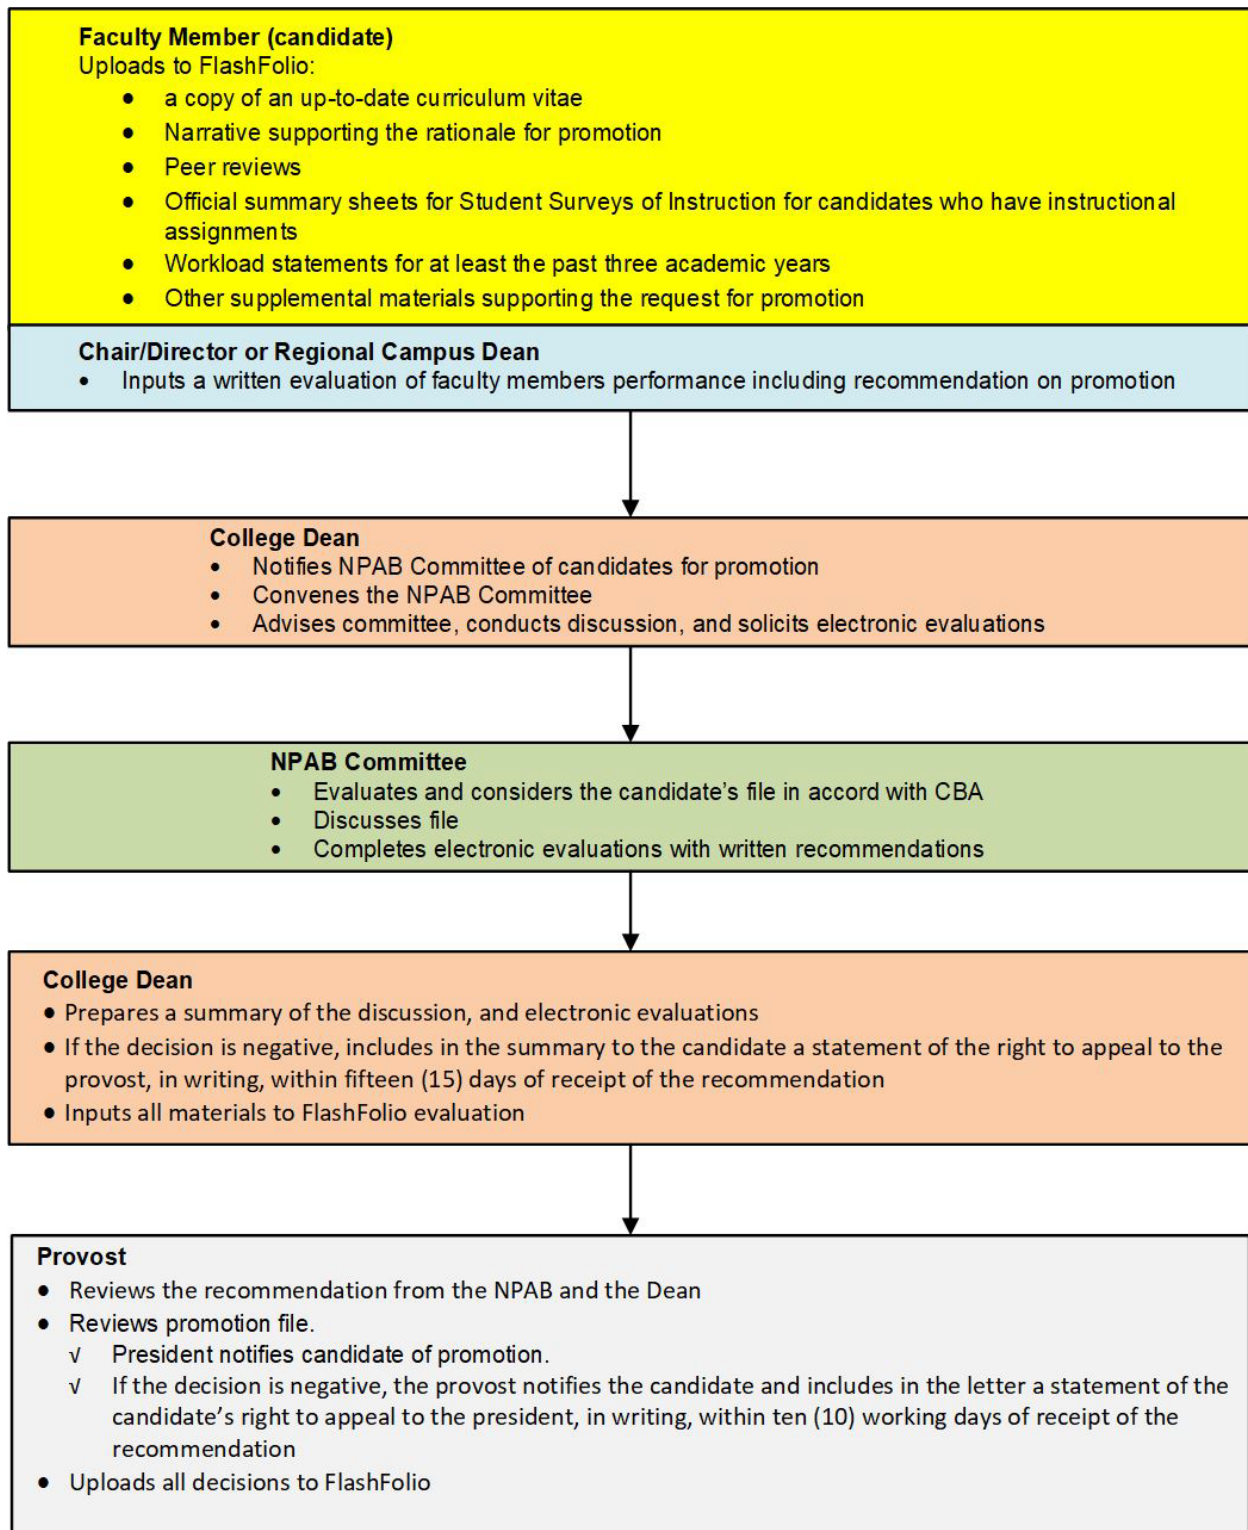 Faculty Member (candidate)
Uploads to FlashFolio:
● a copy of an up-to-date curriculum vitae
● Narrative supporting the rationale for promotion
● Peer reviews
● Official summary sheets for Student Surveys of Instruction for candidates who have instructional
assignments
● Workload statements for at least the past three academic years
● Other supplemental materials supporting the request for promotion
Chair/Director or Regional Campus Dean
• Inputs a written evaluation of faculty members performance including recommendation on promotion
College Dean
• Notifies NPAB Committee of candidates for promotion
• Convenes the NPAB Committee
• Advises committee, conducts discussion, and solicits electronic evaluations
NPAB Committee
• Evaluates and considers the candidate's file in accord with CBA
• Discusses file
• Completes electronic evaluations with written recommendations
College Dean
● Prepares a summary of the discussion, and electronic evaluations
● If the decision is negative, includes in the summary to the candidate a statement of the right to appeal to the
provost, in writing, within fifteen (15) days of receipt of the recommendation
● Inputs all materials to FlashFolio evaluation
Provost
● Reviews the recommendation from the NPAB and the Dean
● Reviews promotion file.
√ President notifies candidate of promotion.
√ If the decision is negative, the provost notifies the candidate and includes in the letter a statement of the
candidate's right to appeal to the president, in writing, within ten (10) working days of receipt of the
recommendation
● Uploads all decisions to FlashFolio